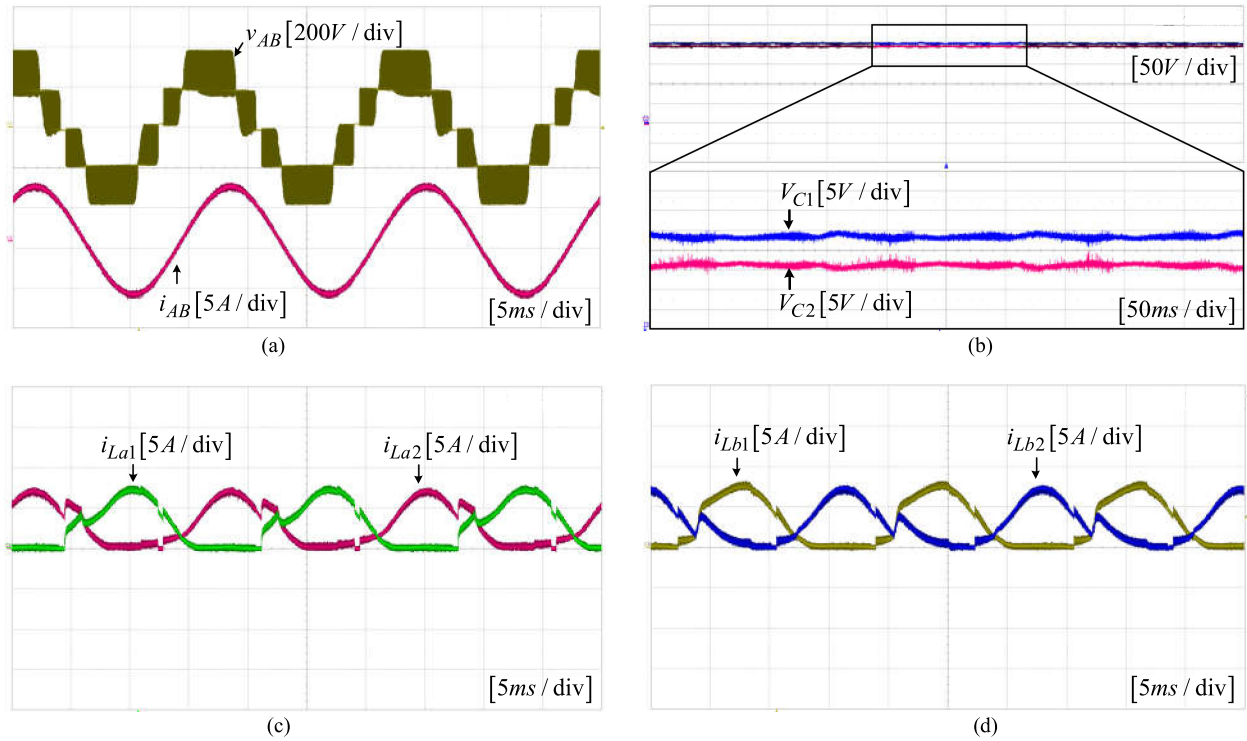 v_AB [200V / div]
i_AB [5A / div]
[5ms / div]
(a)
[50V / div]
V_C1 [5V / div]
V_C2 [5V / div]
[50ms / div]
(b)
i_La1 [5A / div]
i_La2 [5A / div]
[5ms / div]
(c)
i_Lb1 [5A / div]
i_Lb2 [5A / div]
[5ms / div]
(d)